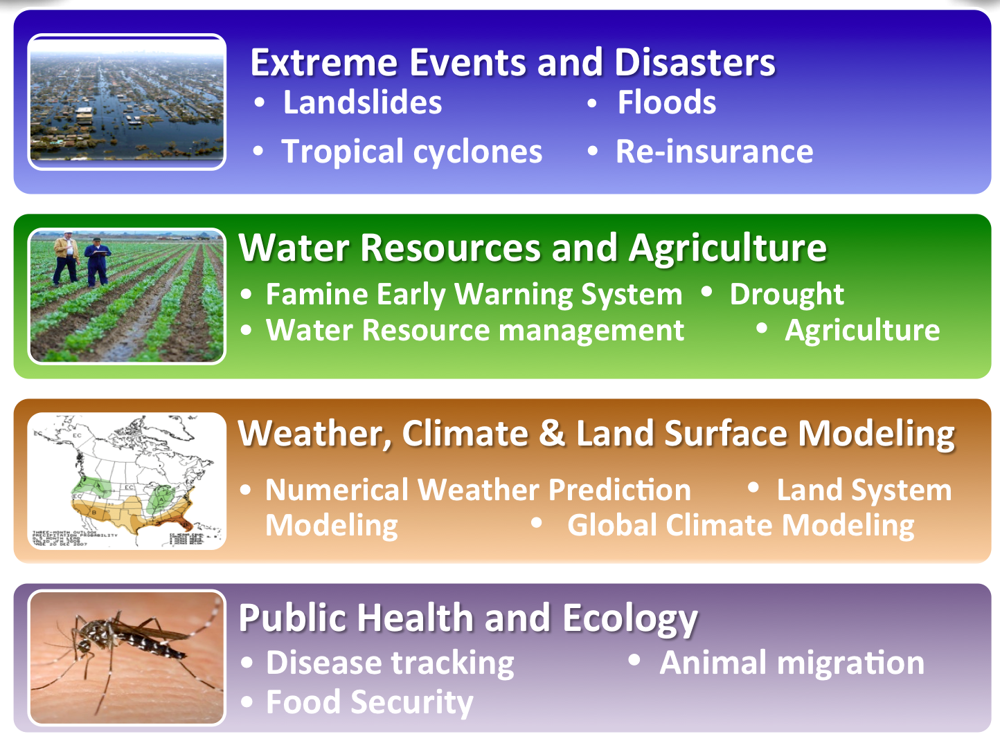 Extreme Events and Disasters
• Landslides • Floods
• Tropical cyclones • Re-insurance
Water Resources and Agriculture
• Famine Early Warning System • Drought
• Water Resource management • Agriculture
Weather, Climate & Land Surface Modeling
EC
EC
EC
EC
A
A
B
• Numerical Weather Prediction • Land System
Modeling • Global Climate Modeling
THREE-MONTH OUTLOOK
PRECIPITATION PROBABILITY
0.5 MONTH LEAD
VALID JFM 2008
MADE 20 DEC 2007
Public Health and Ecology
• Disease tracking • Animal migration
• Food Security